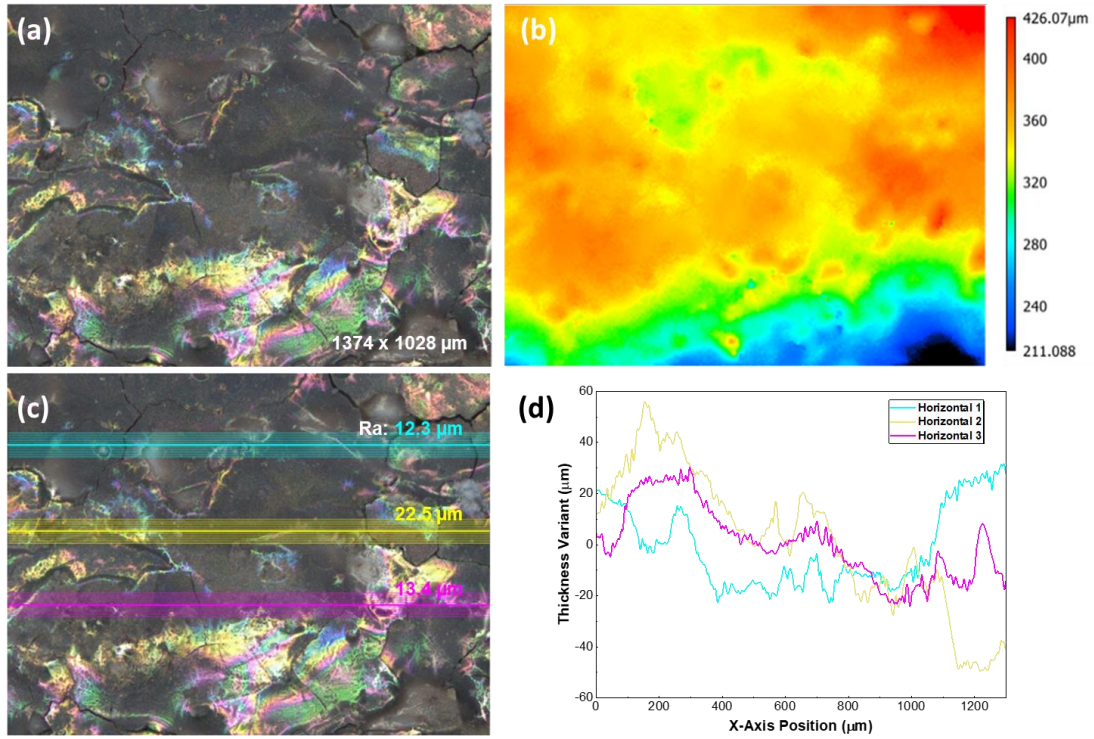 (a)
1374 x 1028 µm
(b)
426.07µm
400
360
320
280
240
211.088
(c)
Ra: 12.3 µm
22.5 µm
13.4 µm
(d)
Horizontal 1
Horizontal 2
Horizontal 3
Thickness Variant (µm)
60
40
20
0
-20
-40
-60
0
200
400
600
800
1000
1200
X-Axis Position (µm)